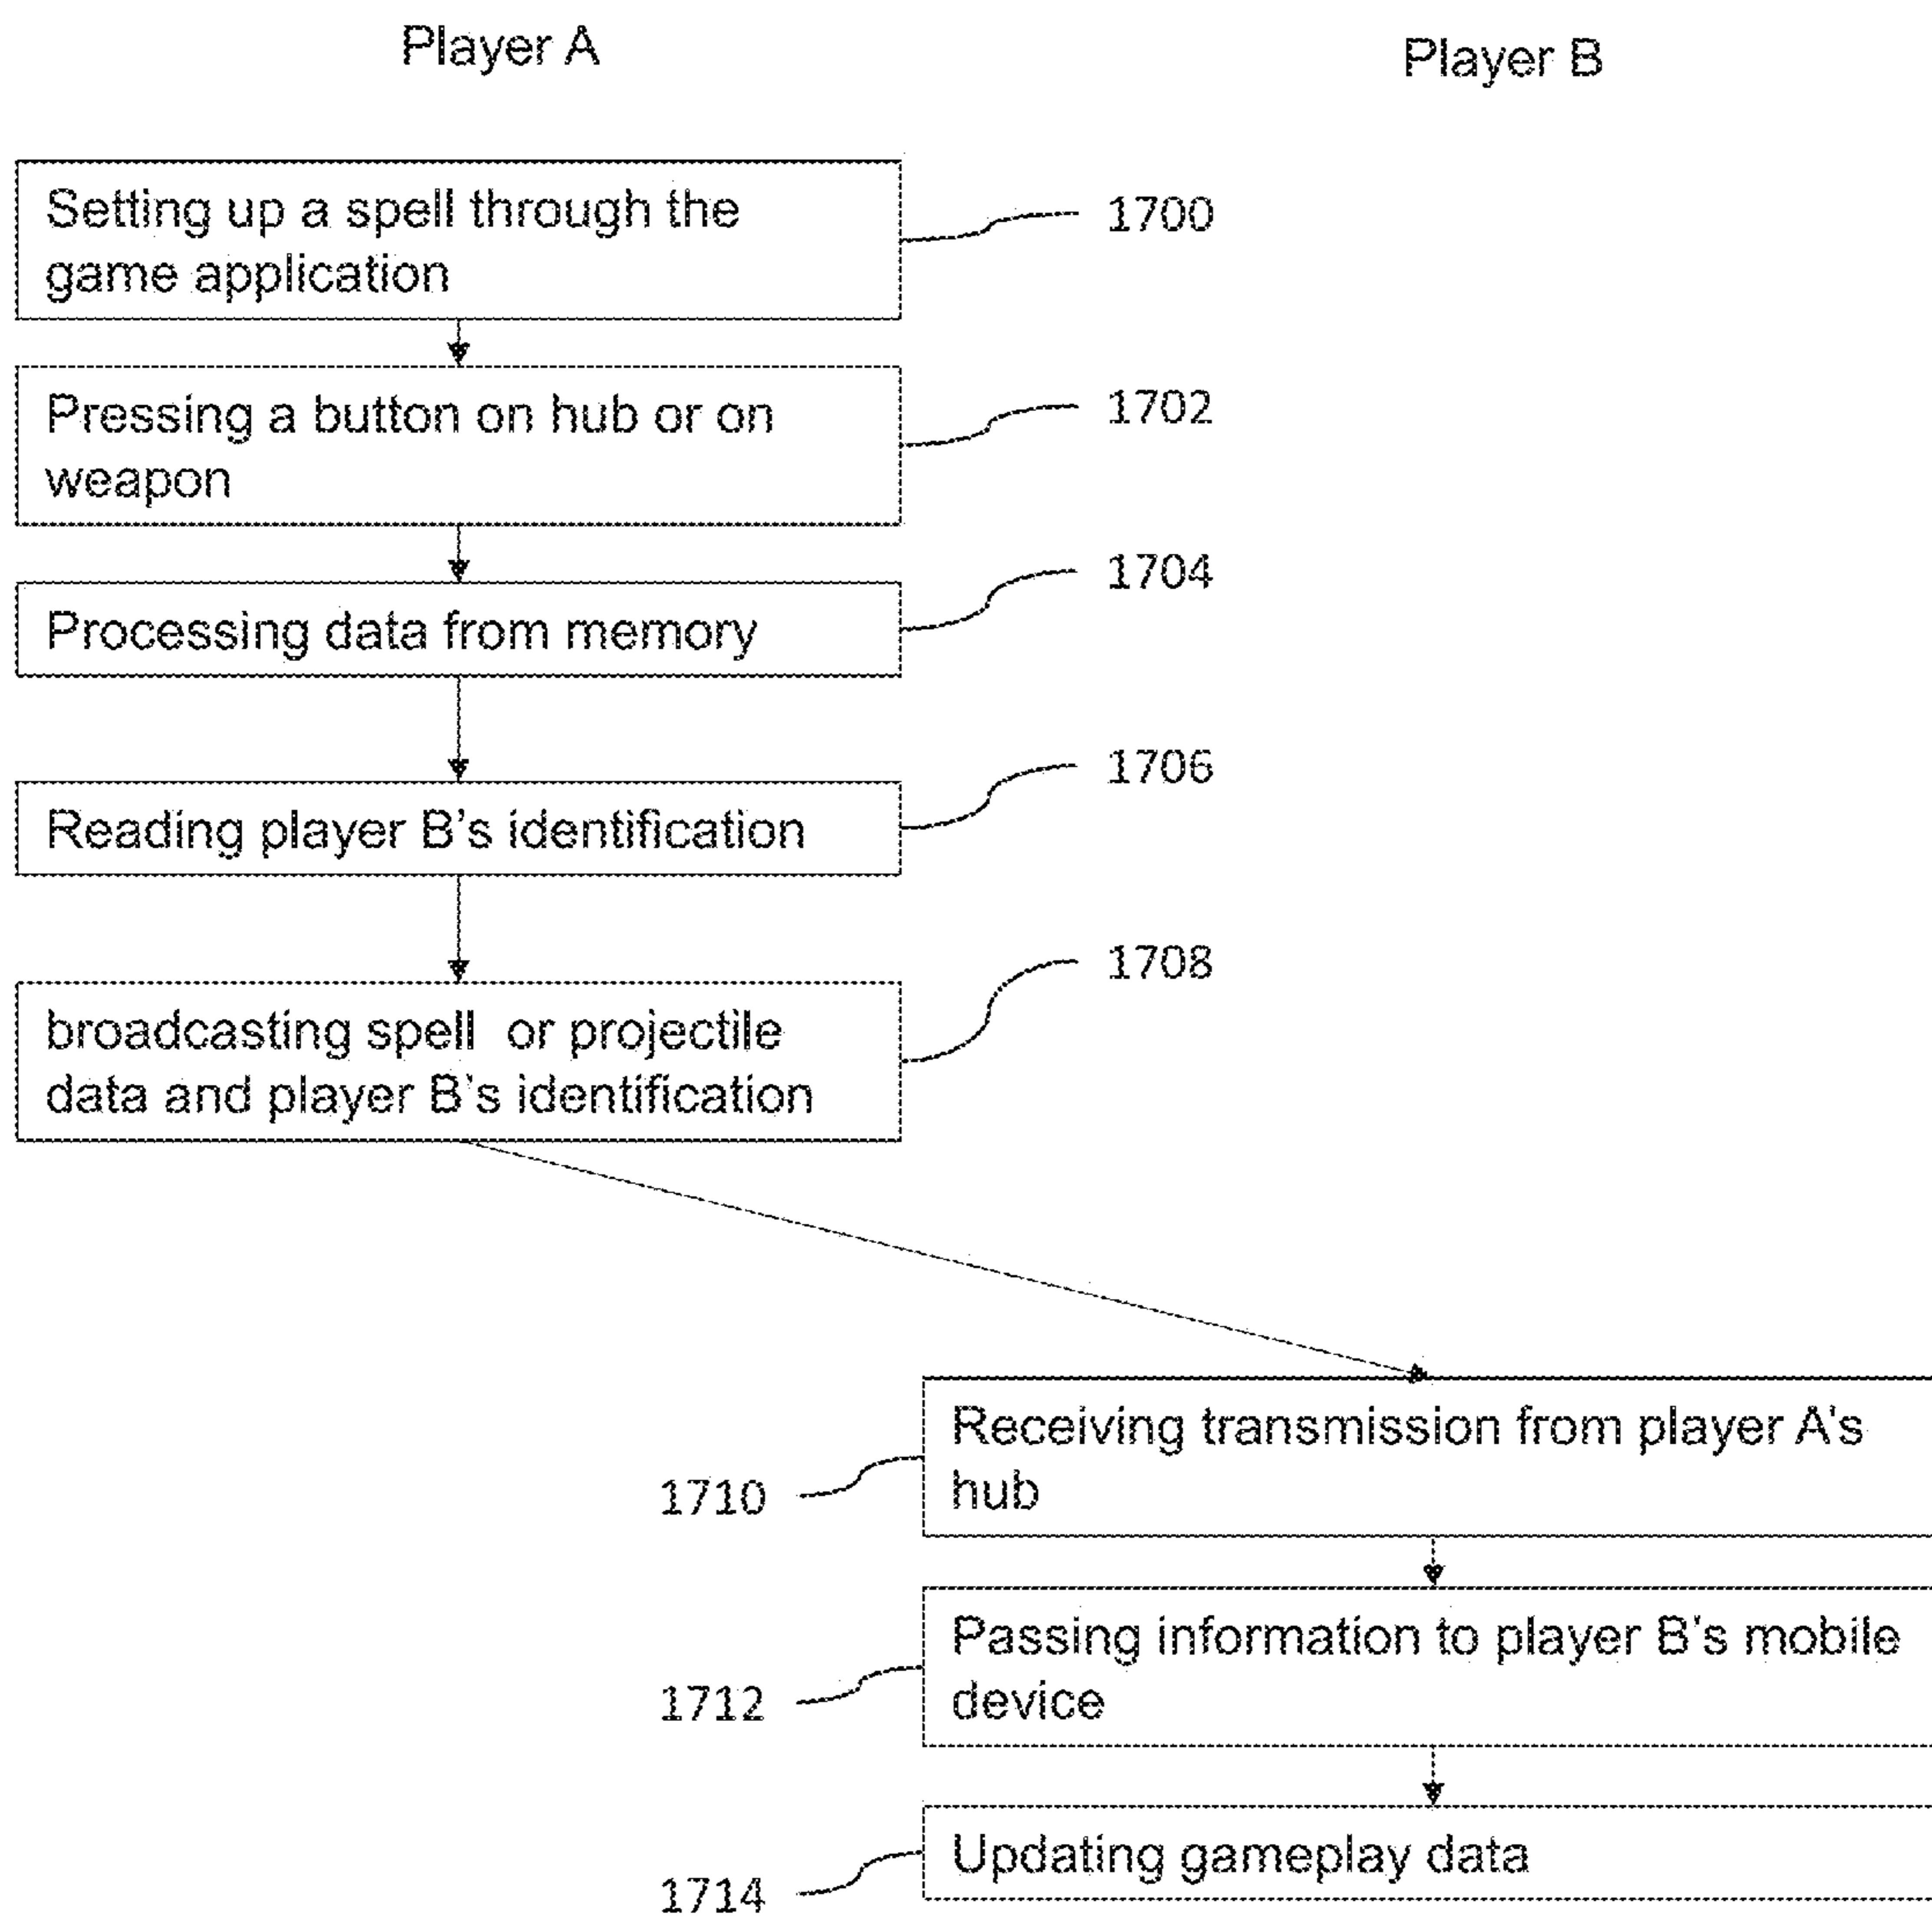 Player A
Player B
Setting up a spell through the
game application
1700
Pressing a button on hub or on
weapon
1702
Processing data from memory
1704
Reading player B's identification
1706
broadcasting spell or projectile
data and player B's identification
1708
Receiving transmission from player A's
hub
1710
Passing information to player B's mobile
device
1712
Updating gameplay data
1714